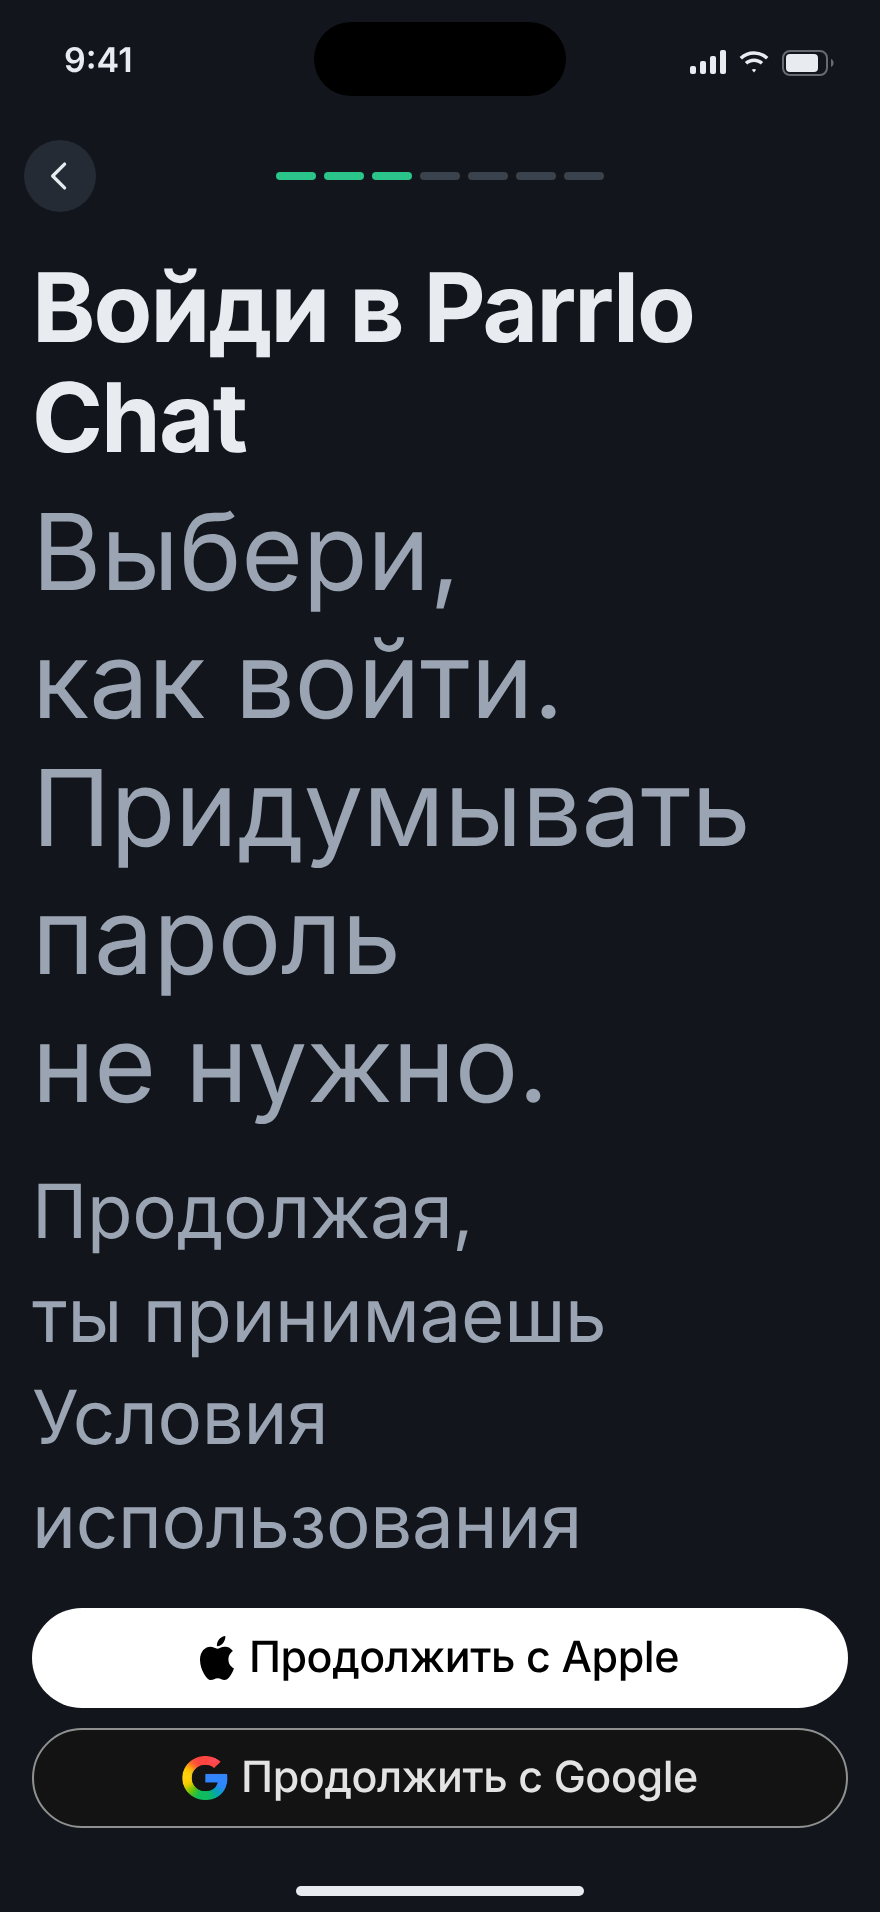 9:41
Войди в Parrlo
Chat
Выбери,
как войти.
Придумывать
пароль
не нужно.
Продолжая,
ты принимаешь
Условия
использования
Продолжить с Apple
Продолжить с Google